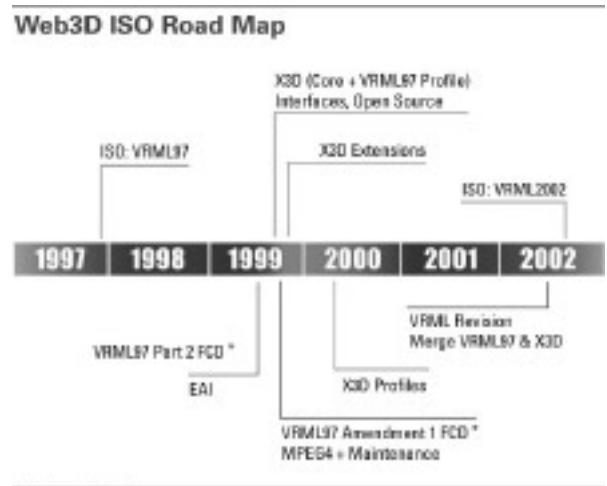 Web3D ISO Road Map
X3D (Core + VRML97 Profile)
Interfaces, Open Source
ISO: VRML97
X3D Extensions
ISO: VRML2002
1997 1998 1999 2000 2001 2002
VRML Revision
Merge VRML97 & X3D
VRML97 Part 2 FCD *
EAI
X3D Profiles
VRML97 Amendment 1 FCD *
MPEG4 + Maintenance